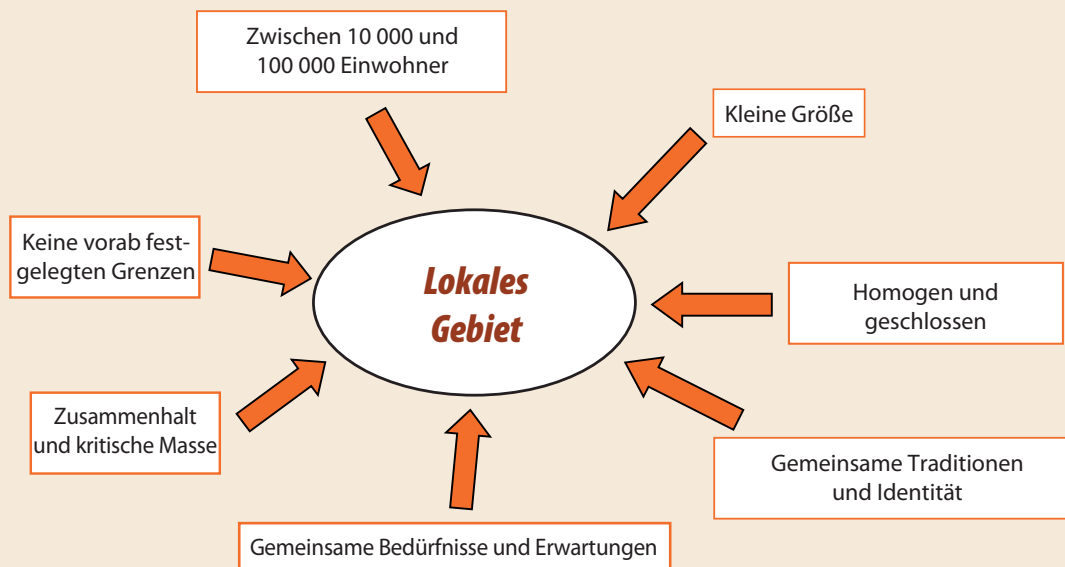 Zwischen 10 000 und
100 000 Einwohner
Kleine Größe
Keine vorab fest-
gelegten Grenzen
Lokales
Gebiet
Homogen und
geschlossen
Zusammenhalt
und kritische Masse
Gemeinsame Traditionen
und Identität
Gemeinsame Bedürfnisse und Erwartungen